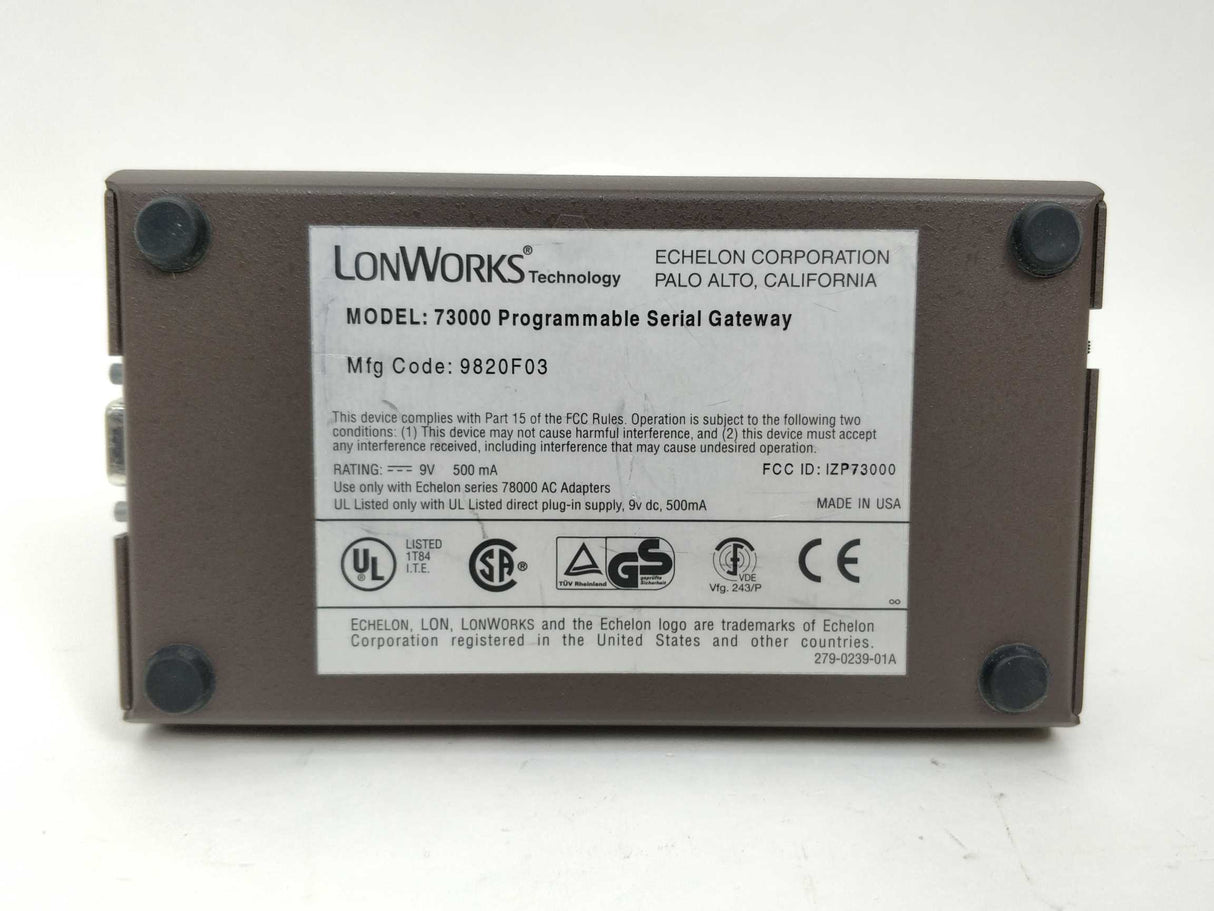 LONWORKS® Technology
ECHELON CORPORATION
PALO ALTO, CALIFORNIA
MODEL: 73000 Programmable Serial Gateway
Mfg Code: 9820F03
This device complies with Part 15 of the FCC Rules. Operation is subject to the following two
conditions: (1) This device may not cause harmful interference, and (2) this device must accept
any interference received, including interference that may cause undesired operation.
RATING: ⎓ 9V 500 mA
FCC ID: IZP73000
Use only with Echelon series 78000 AC Adapters
UL Listed only with UL Listed direct plug-in supply, 9v dc, 500mA
MADE IN USA
UL ®
LISTED
1T84
I.T.E.
SA ®
TÜV Rheinland
GS
geprüfte
Sicherheit
VDE
Vfg. 243/P
CE
ECHELON, LON, LONWORKS and the Echelon logo are trademarks of Echelon
Corporation registered in the United States and other countries.
279-0239-01A